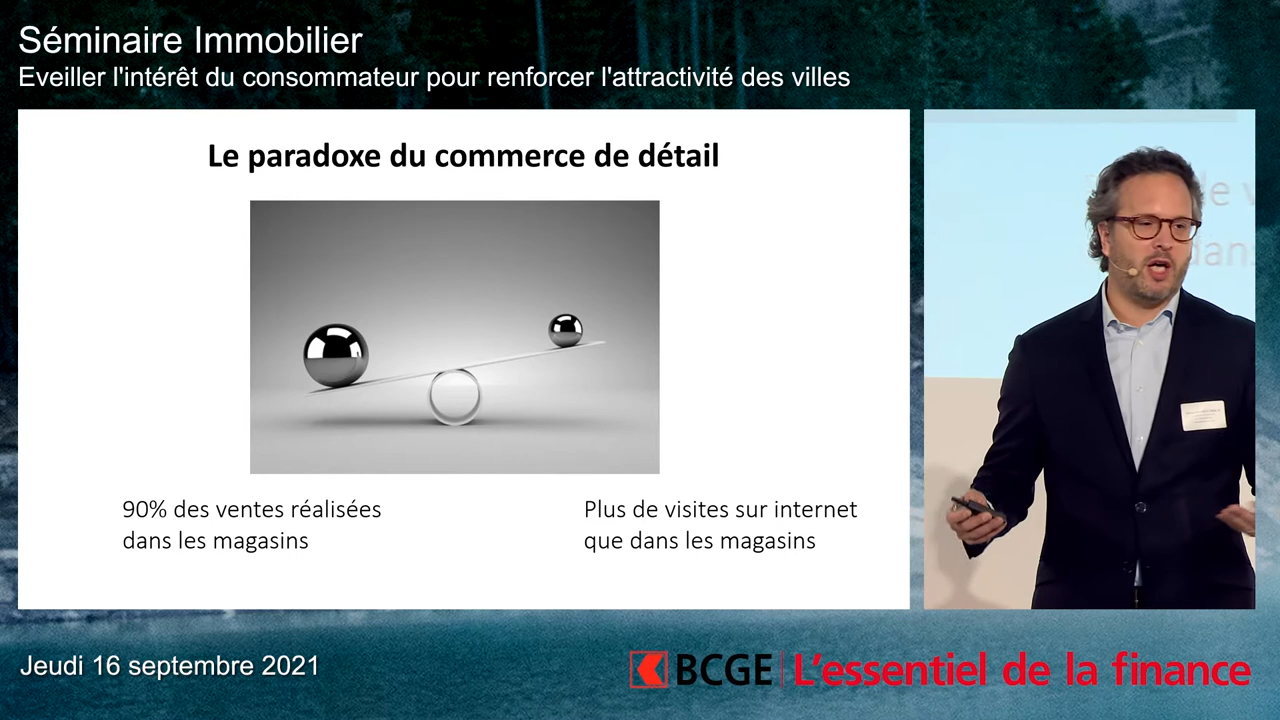 Séminaire Immobilier
Eveiller l'intérêt du consommateur pour renforcer l'attractivité des villes
Le paradoxe du commerce de détail
90% des ventes réalisées
dans les magasins
Plus de visites sur internet
que dans les magasins
de v
dans
Jeudi 16 septembre 2021
BCGE L'essentiel de la finance